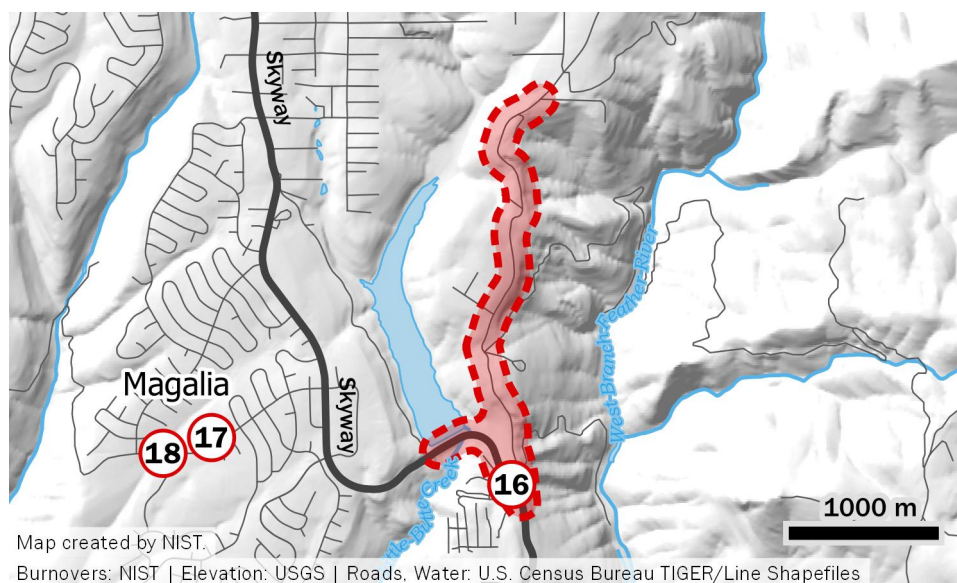 Skyway
West Branch Feather River
Magalia
Skyway
17
18
16
Little Butte Creek
1000 m
Map created by NIST.
Burnovers: NIST | Elevation: USGS | Roads, Water: U.S. Census Bureau TIGER/Line Shapefiles